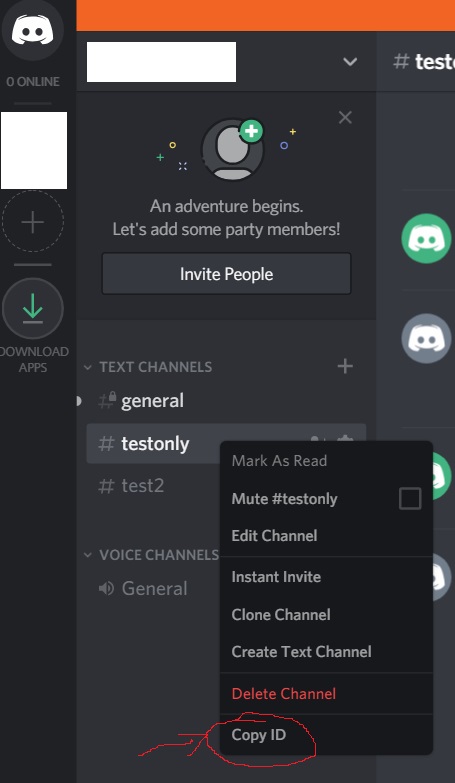 0 ONLINE
# test
An adventure begins.
Let's add some party members!
Invite People
DOWNLOAD
APPS
TEXT CHANNELS
general
# testonly
# test2
VOICE CHANNELS
General
Mark As Read
Mute #testonly
Edit Channel
Instant Invite
Clone Channel
Create Text Channel
Delete Channel
Copy ID